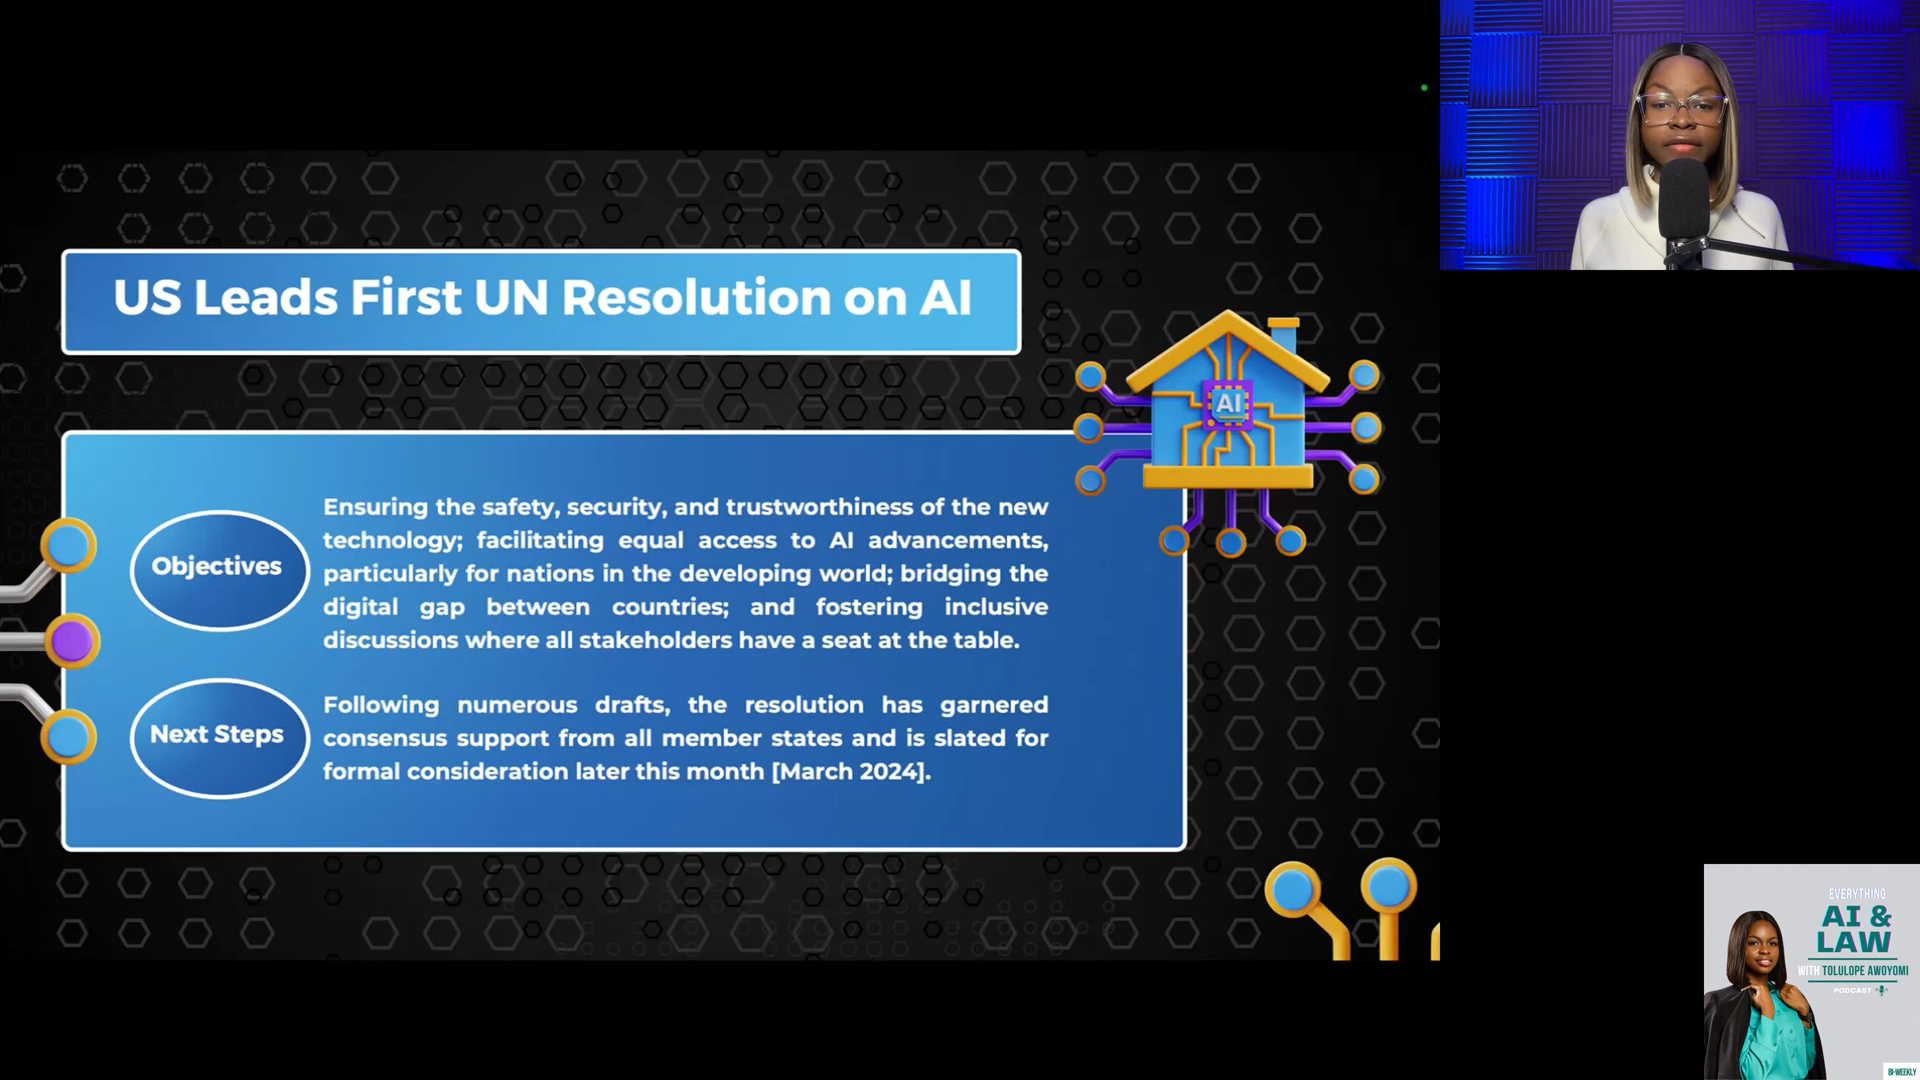 US Leads First UN Resolution on AI
AI
Objectives
Ensuring the safety, security, and trustworthiness of the new
technology; facilitating equal access to AI advancements,
particularly for nations in the developing world; bridging the
digital gap between countries; and fostering inclusive
discussions where all stakeholders have a seat at the table.
Next Steps
Following numerous drafts, the resolution has garnered
consensus support from all member states and is slated for
formal consideration later this month [March 2024].
EVERYTHING
AI &
LAW
WITH TOLULOPE AWOYOMI
PODCAST
BI-WEEKLY